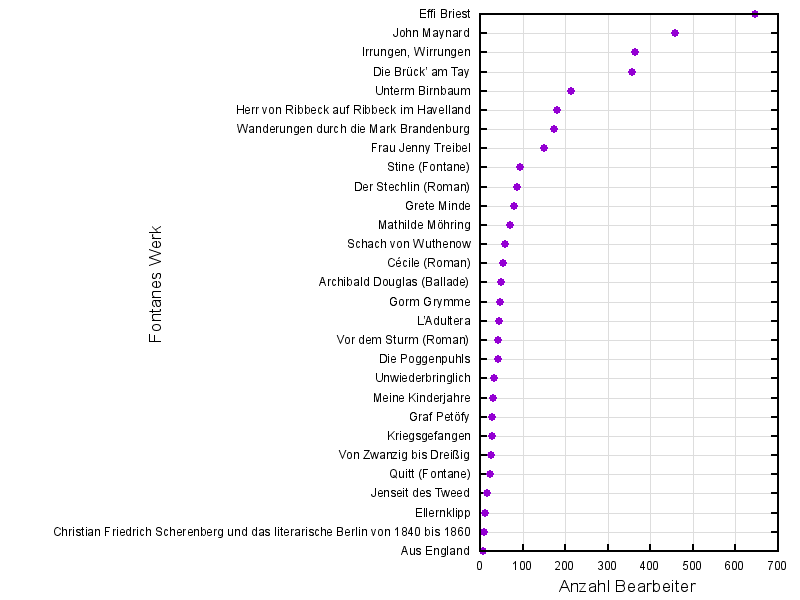 Effi Briest
John Maynard
Irrungen, Wirrungen
Die Brück' am Tay
Unterm Birnbaum
Herr von Ribbeck auf Ribbeck im Havelland
Wanderungen durch die Mark Brandenburg
Frau Jenny Treibel
Stine (Fontane)
Der Stechlin (Roman)
Grete Minde
Mathilde Möhring
Schach von Wuthenow
Cécile (Roman)
Archibald Douglas (Ballade)
Gorm Grymme
L'Adultera
Vor dem Sturm (Roman)
Die Poggenpuhls
Unwiederbringlich
Meine Kinderjahre
Graf Petöfy
Kriegsgefangen
Von Zwanzig bis Dreißig
Quitt (Fontane)
Jenseit des Tweed
Ellernklipp
Christian Friedrich Scherenberg und das literarische Berlin von 1840 bis 1860
Aus England
Fontanes Werk
0 100 200 300 400 500 600 700
Anzahl Bearbeiter